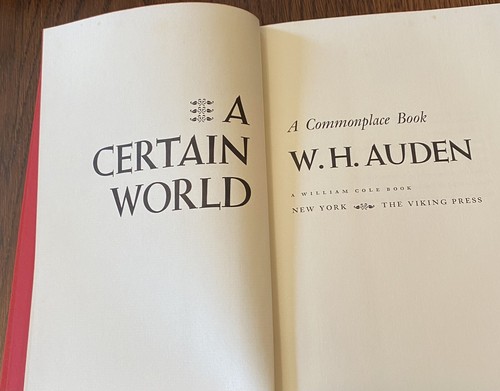 A
CERTAIN
WORLD
A Commonplace Book
W. H. AUDEN
A WILLIAM COLE BOOK
NEW YORK THE VIKING PRESS